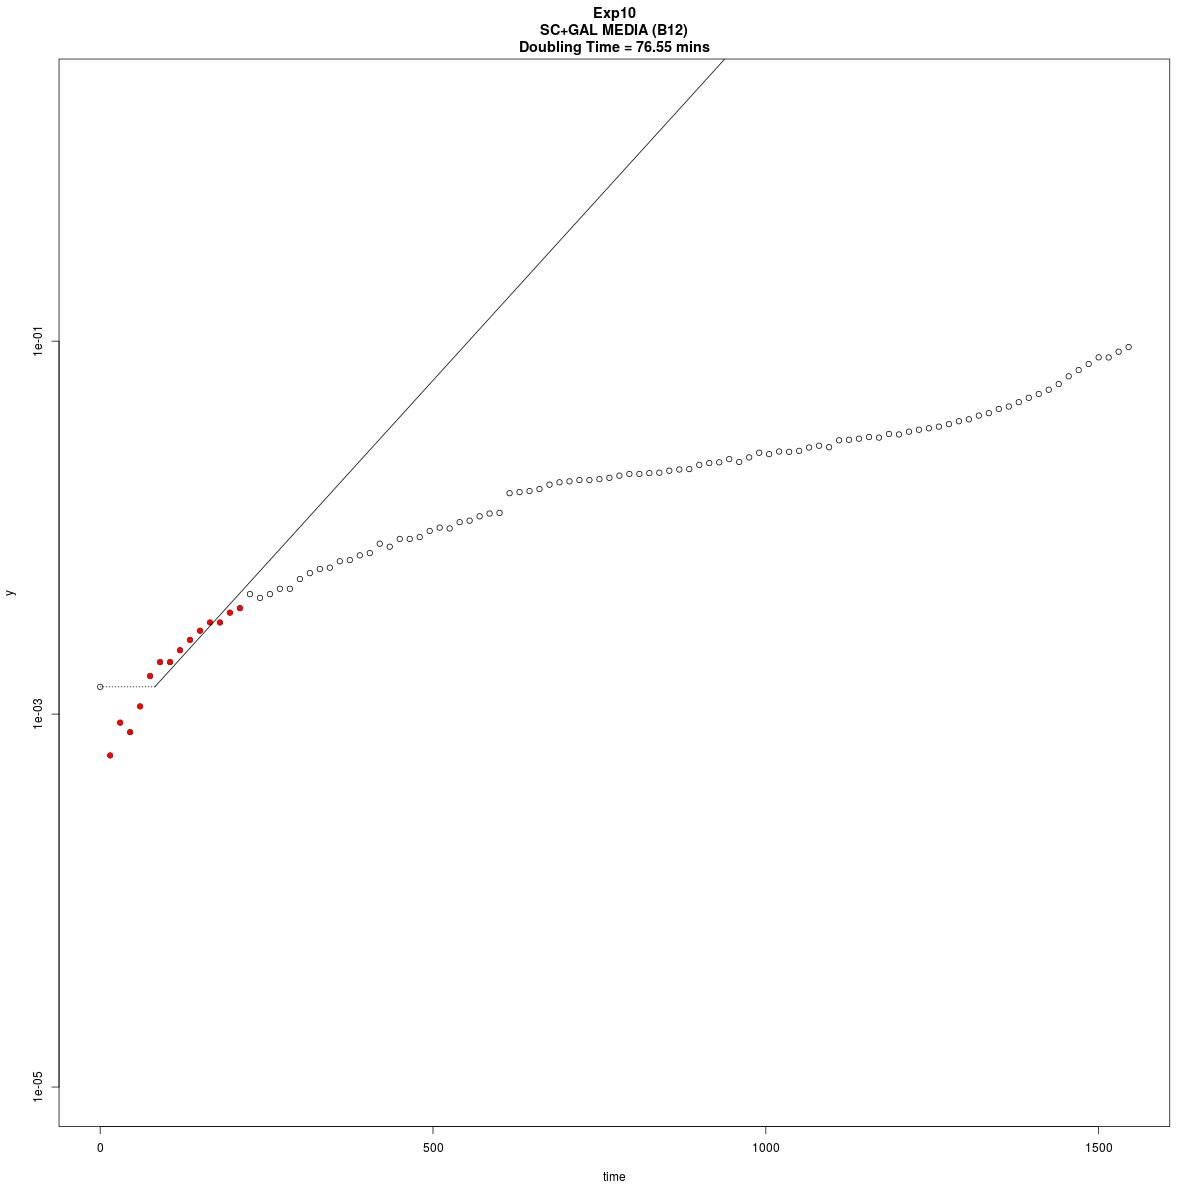 Exp10
SC+GAL MEDIA (B12)
Doubling Time = 76.55 mins
1e-01
1e-03
1e-05
y
0 500 1000 1500
time